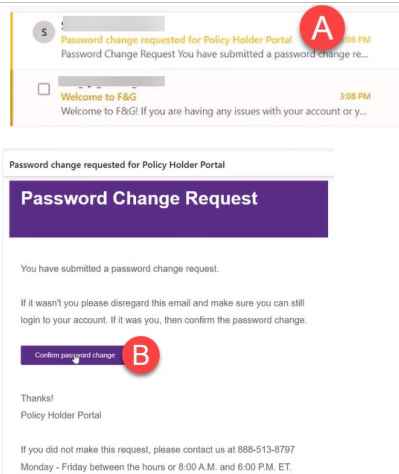 S
A
Password change requested for Policy Holder Portal
:08 PM
Password Change Request You have submitted a password change re...
Welcome to F&G
3:08 PM
Welcome to F&G! If you are having any issues with your account or y...
Password change requested for Policy Holder Portal
Password Change Request
You have submitted a password change request.
If it wasn't you please disregard this email and make sure you can still
login to your account. If it was you, then confirm the password change.
Confirm password change
B
Thanks!
Policy Holder Portal
If you did not make this request, please contact us at 888-513-8797
Monday - Friday between the hours or 8:00 A.M. and 6:00 P.M. ET.